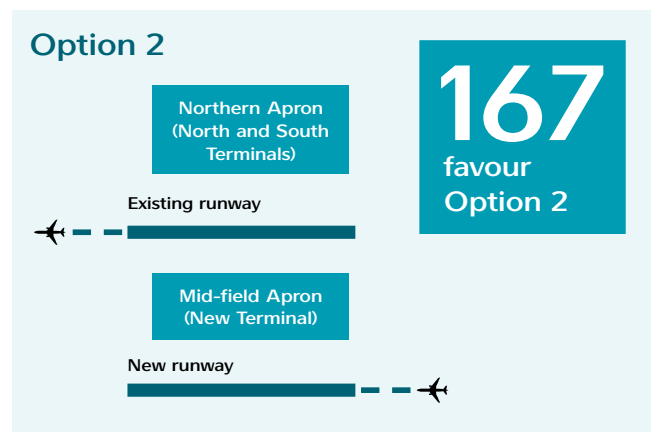 Option 2
Northern Apron
(North and South
Terminals)
Existing runway
Mid-field Apron
(New Terminal)
New runway
167
favour
Option 2